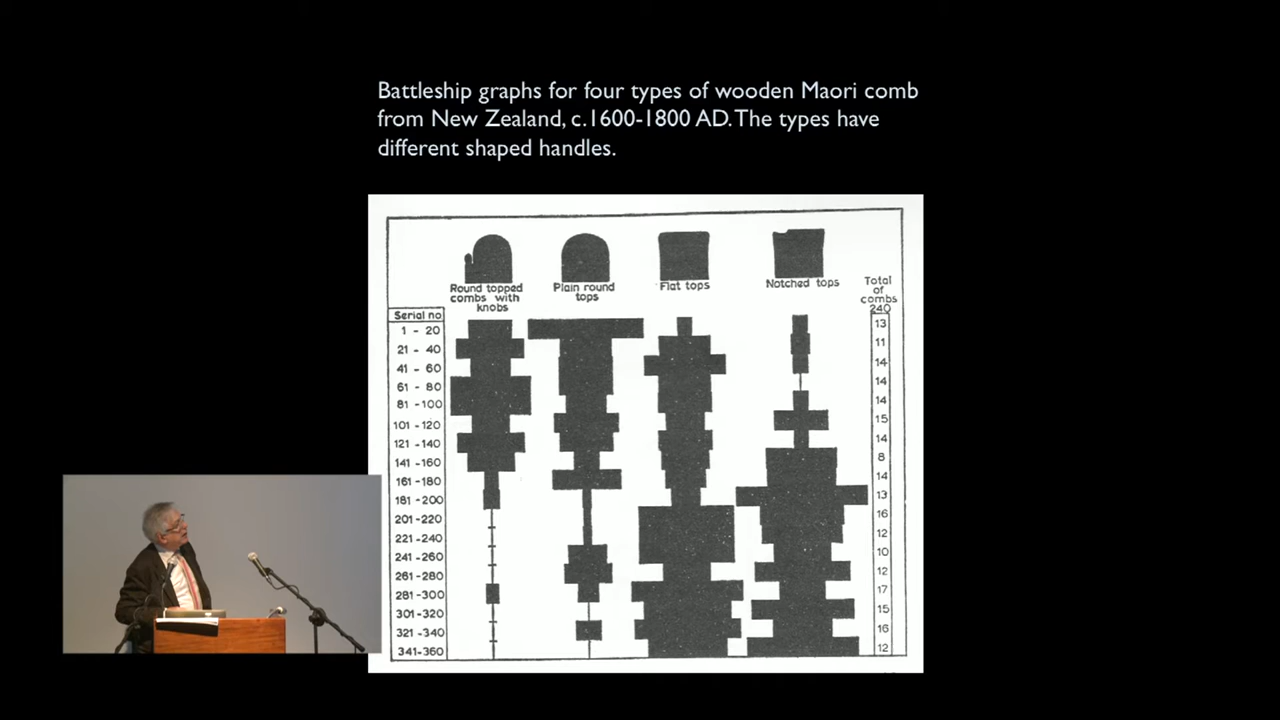 Battleship graphs for four types of wooden Maori comb
from New Zealand, c.1600-1800 AD. The types have
different shaped handles.
Round topped
combs with
knobs
Plain round
tops
Flat tops
Notched tops
Total
of
combs
240
Serial no
1 - 20 13
21 - 40 11
41 - 60 14
61 - 80 14
81 -100 14
101 -120 15
121 -140 14
141 -160 8
161 -180 14
181 -200 13
201 -220 16
221 -240 12
241 -260 10
261 -280 12
281 -300 17
301 -320 15
321 -340 16
341 -360 12